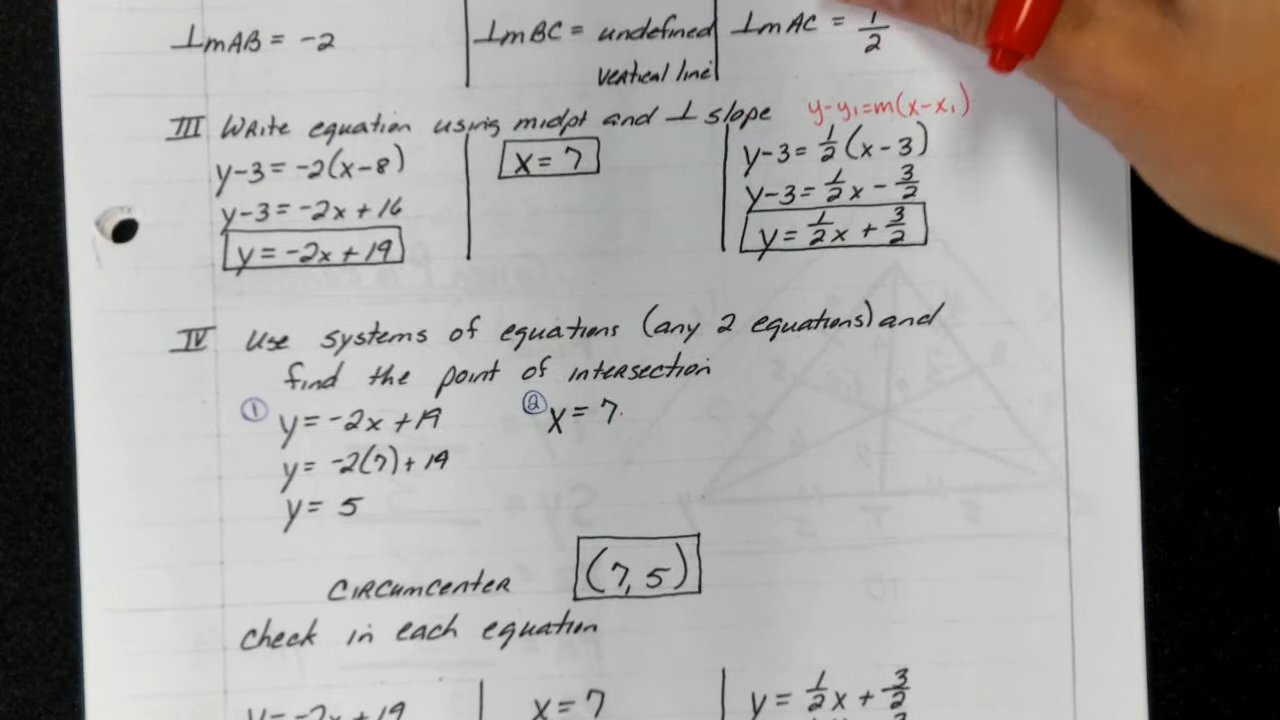 ⊥mAB = -2
⊥mBC = undefined
vertical line
⊥mAC = 1/2
III Write equation using midpt and ⊥ slope y-y₁=m(x-x₁)
y-3 = -2(x-8)
y-3 = -2x + 16
y = -2x + 19
x = 7
y-3 = 1/2(x-3)
y-3 = 1/2x - 3/2
y = 1/2x + 3/2
IV Use systems of equations (any 2 equations) and
find the point of intersection
① y = -2x + 19
y = -2(7) + 19
y = 5
② x = 7.
CIRCUMCENTER (7, 5)
Check in each equation
y = -2x + 19
x = 7
y = 1/2x + 3/2